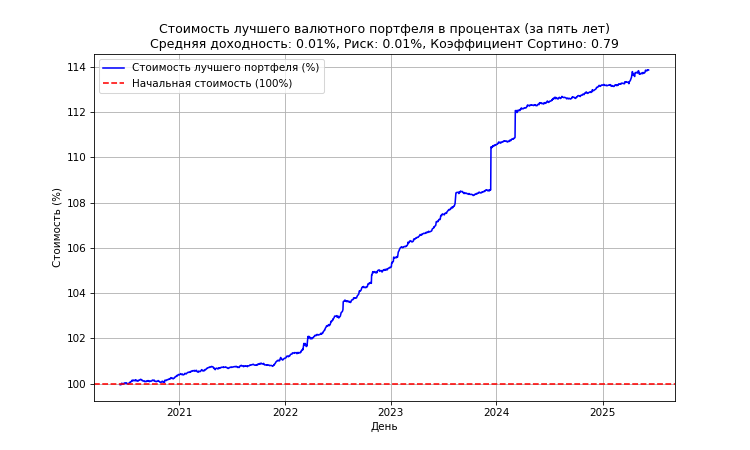 Стоимость лучшего валютного портфеля в процентах (за пять лет)
Средняя доходность: 0.01%, Риск: 0.01%, Коэффициент Сортино: 0.79
Стоимость лучшего портфеля (%)
Начальная стоимость (100%)
Стоимость (%)
114
112
110
108
106
104
102
100
2021
2022
2023
2024
2025
День